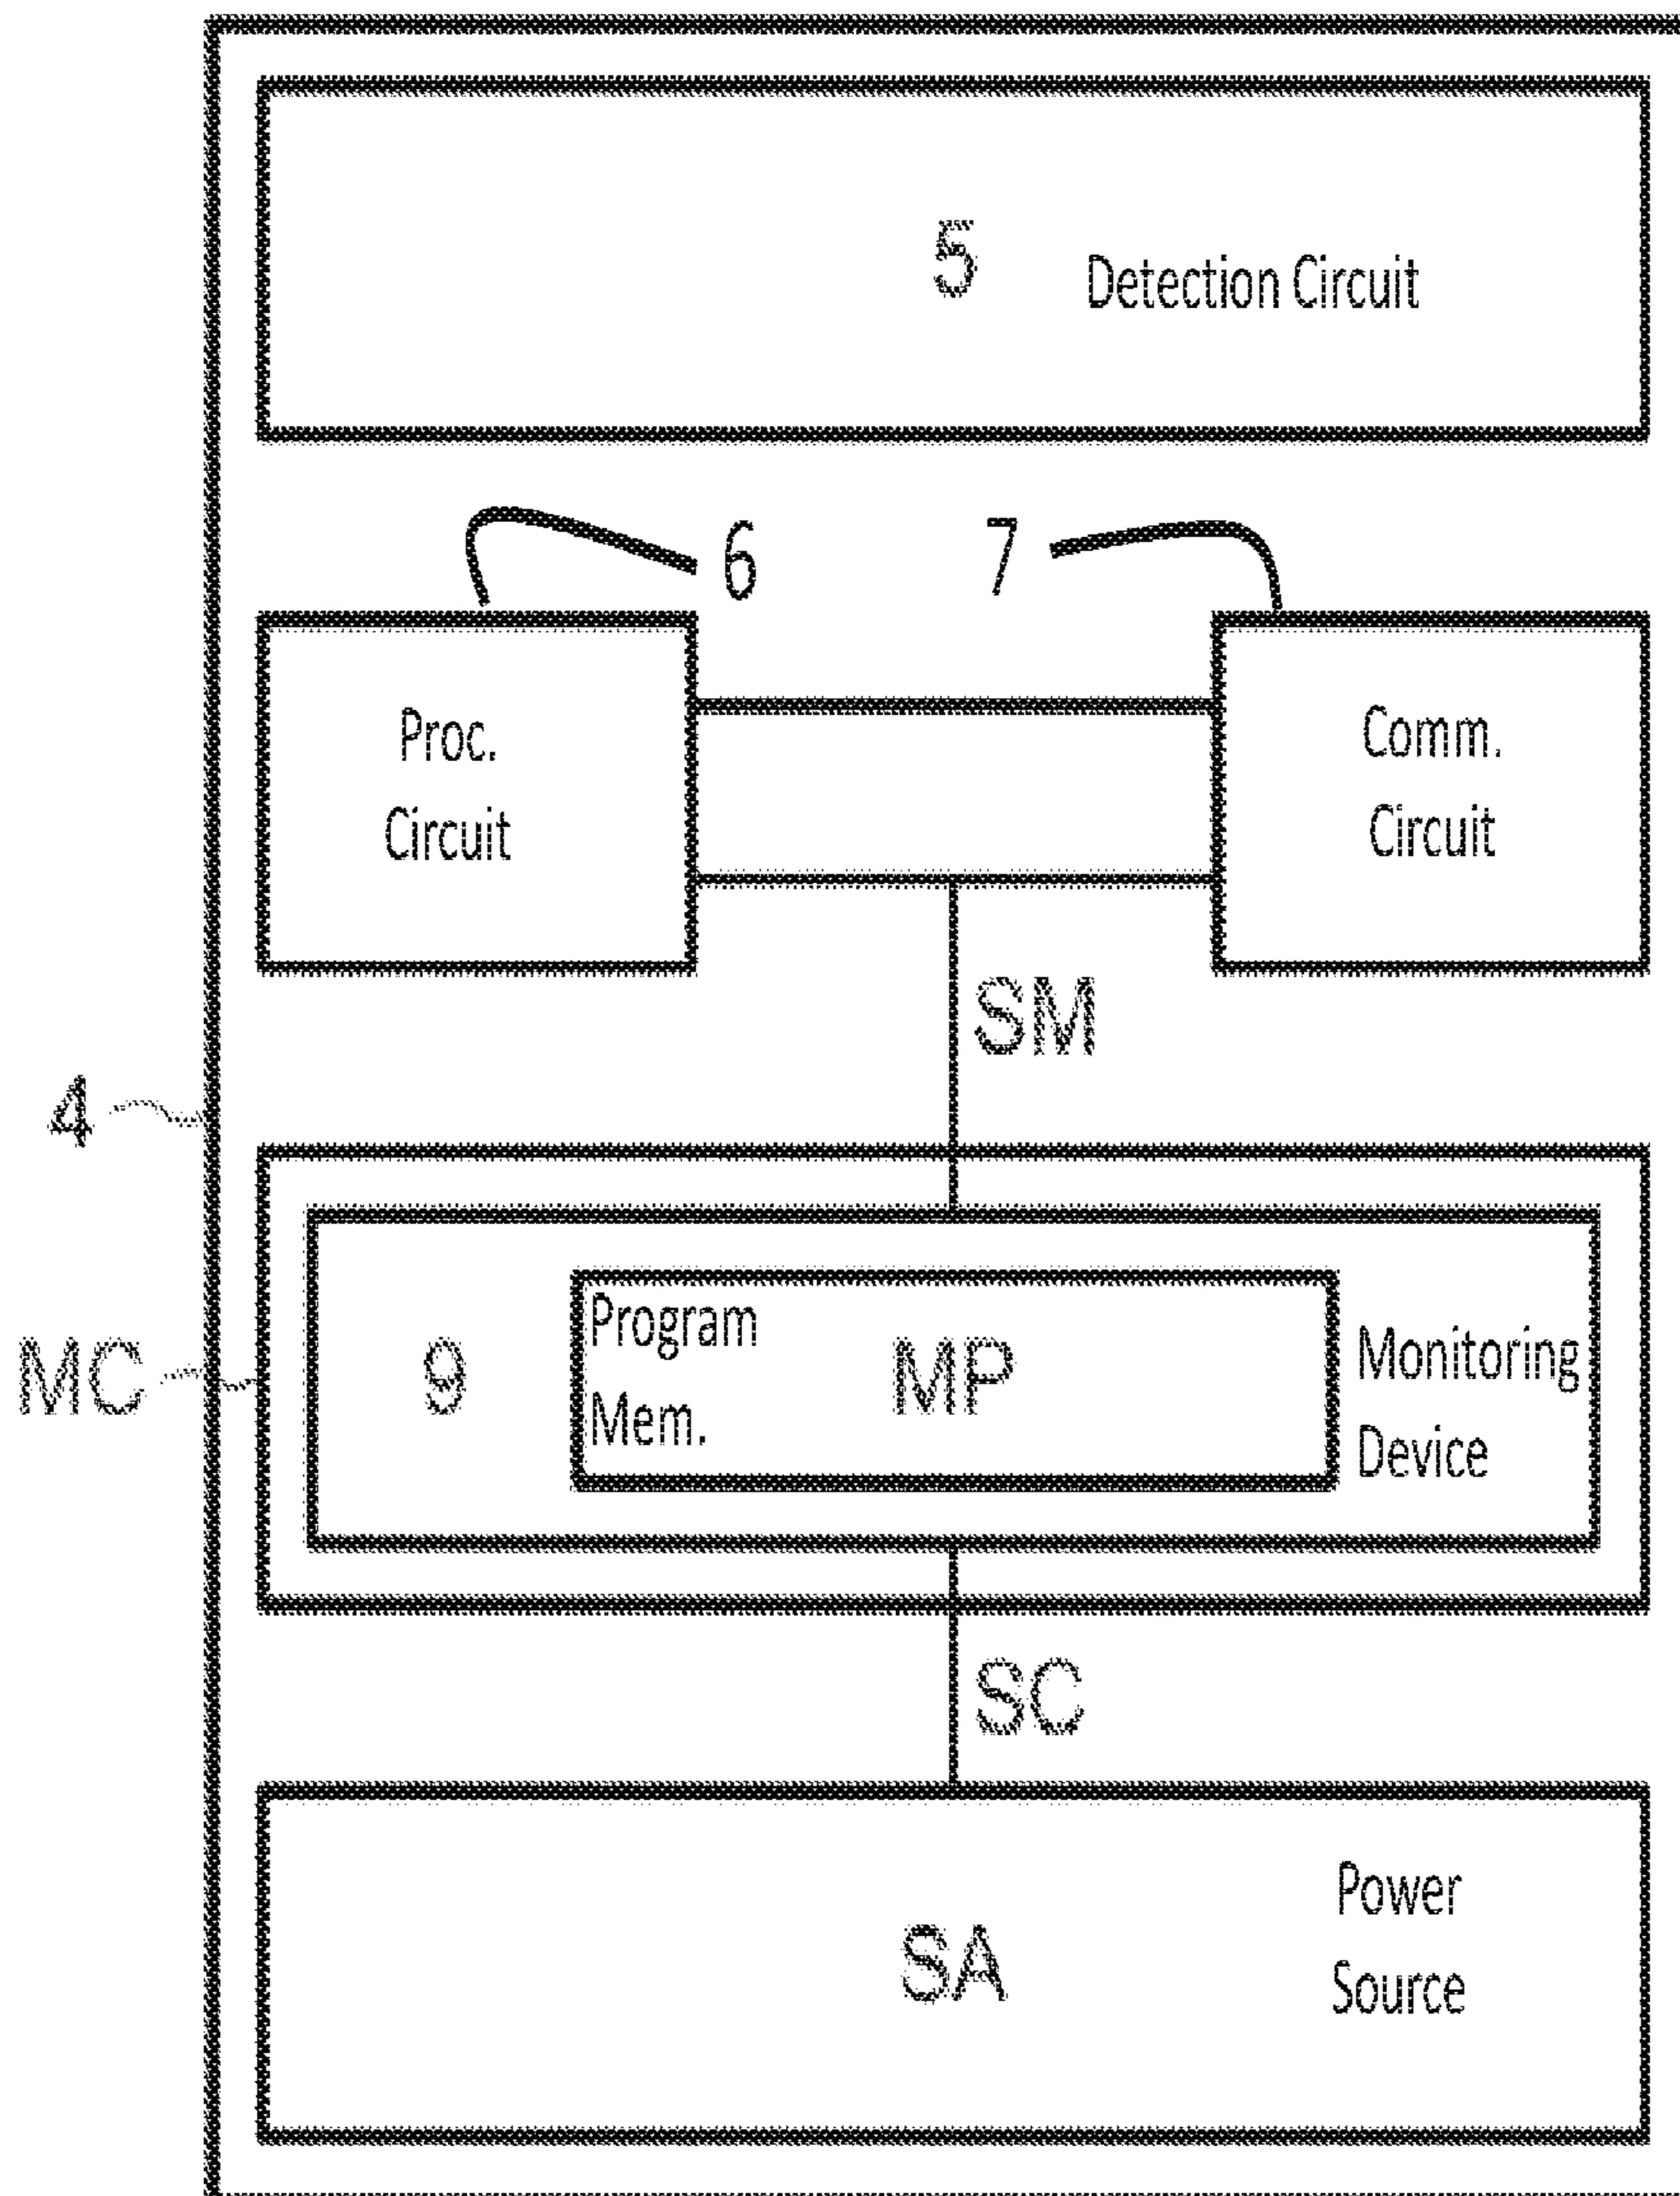 5 Detection Circuit
6 7
Proc.
Circuit
Comm.
Circuit
SM
4
MC
9
Program
Mem.
MP
Monitoring
Device
SC
SA
Power
Source